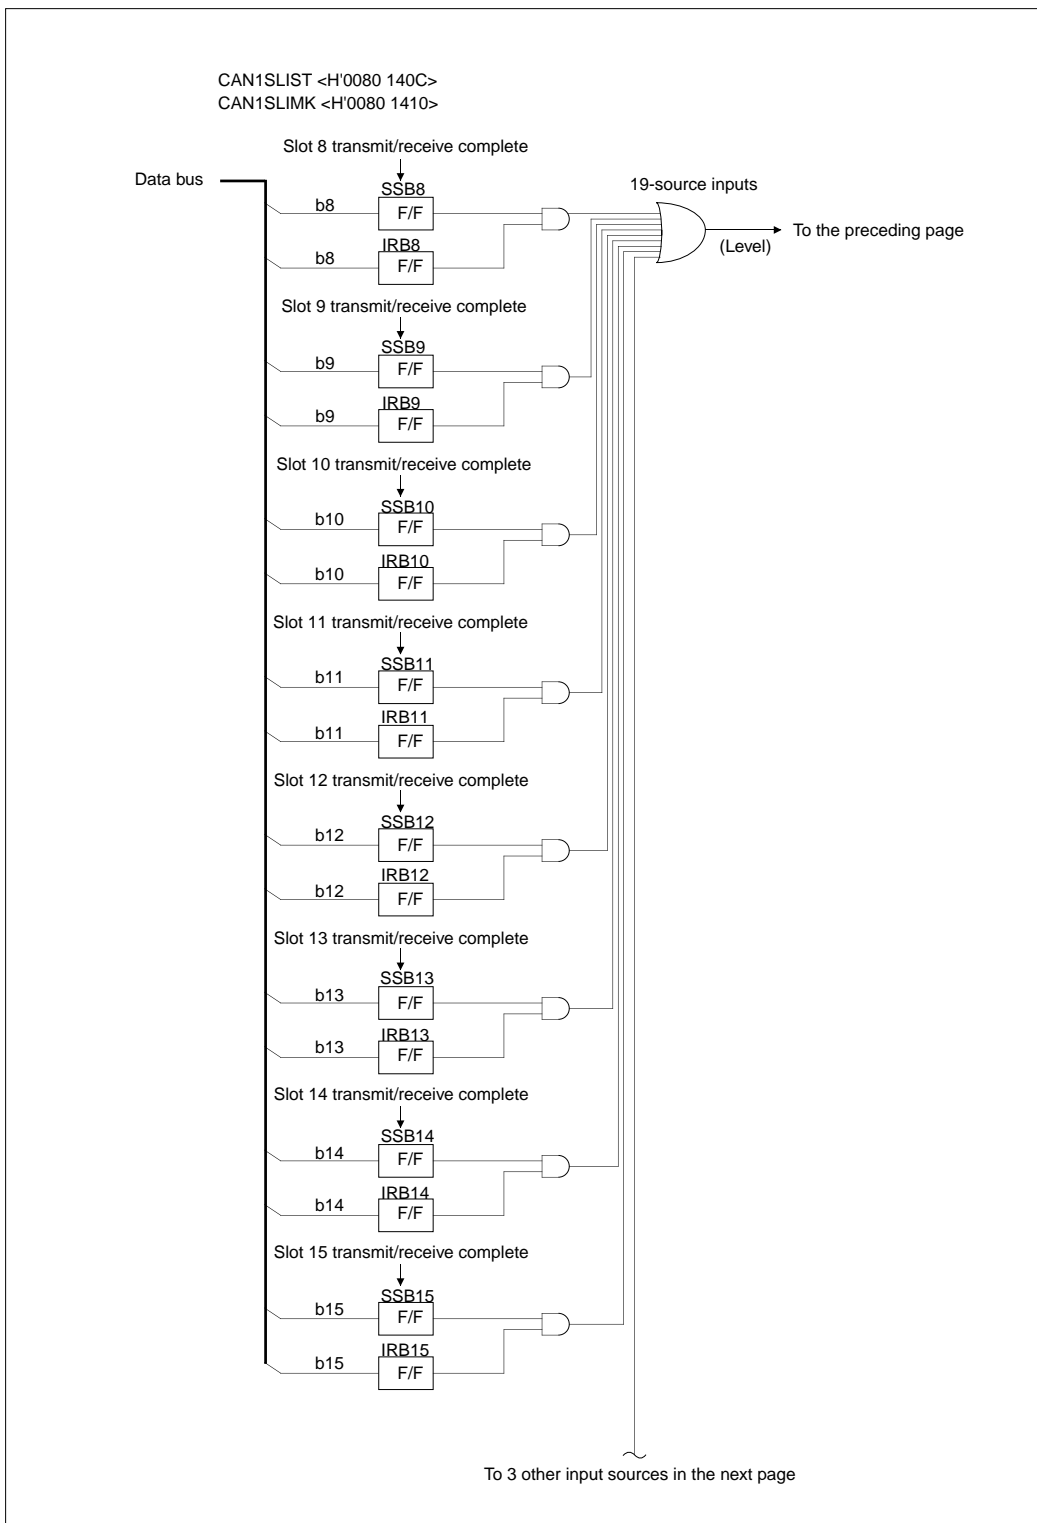 CAN1SLIST <H'0080 140C>
CAN1SLIMK <H'0080 1410>
Slot 8 transmit/receive complete
Data bus
SSB8
19-source inputs
b8
F/F
To the preceding page
(Level)
IRB8
b8
F/F
Slot 9 transmit/receive complete
SSB9
b9
F/F
IRB9
b9
F/F
Slot 10 transmit/receive complete
SSB10
b10
F/F
IRB10
b10
F/F
Slot 11 transmit/receive complete
SSB11
b11
F/F
IRB11
b11
F/F
Slot 12 transmit/receive complete
SSB12
b12
F/F
IRB12
b12
F/F
Slot 13 transmit/receive complete
SSB13
b13
F/F
IRB13
b13
F/F
Slot 14 transmit/receive complete
SSB14
b14
F/F
IRB14
b14
F/F
Slot 15 transmit/receive complete
SSB15
b15
F/F
IRB15
b15
F/F
To 3 other input sources in the next page